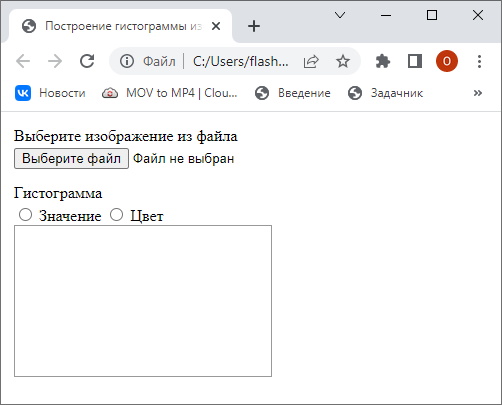 Построение гистограммы из
Файл C:/Users/flash... O
Новости MOV to MP4 | Clou... Введение Задачник »
Выберите изображение из файла
Выберите файл Файл не выбран
Гистограмма
Значение Цвет